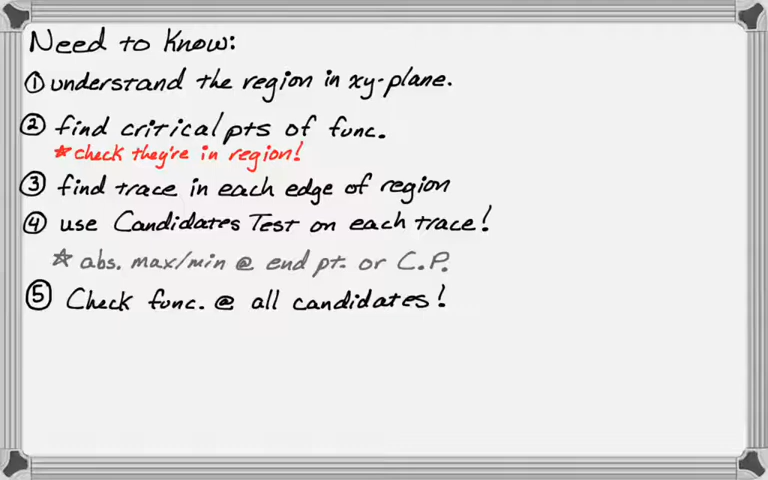 Need to Know:
① understand the region in xy-plane.
② find critical pts of func.
* check they're in region!
③ find trace in each edge of region
④ use Candidates Test on each trace!
* abs. max/min @ end pt. or C.P.
⑤ Check func. @ all candidates!